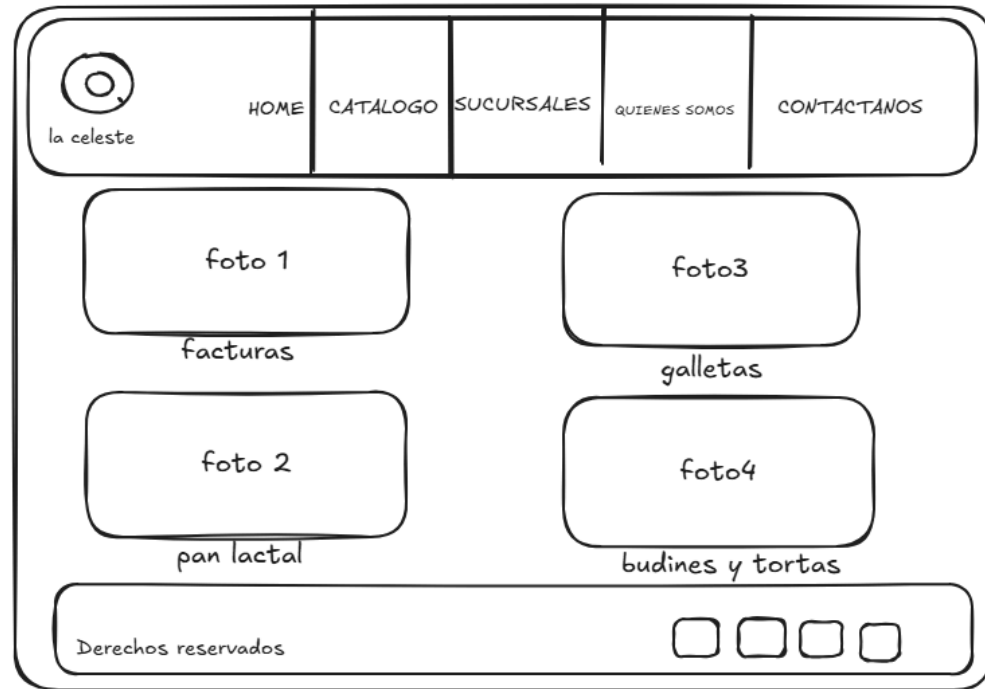 la celeste
HOME
CATALOGO
SUCURSALES
QUIENES SOMOS
CONTACTANOS
foto 1
facturas
foto3
galletas
foto 2
pan lactal
foto4
budines y tortas
Derechos reservados